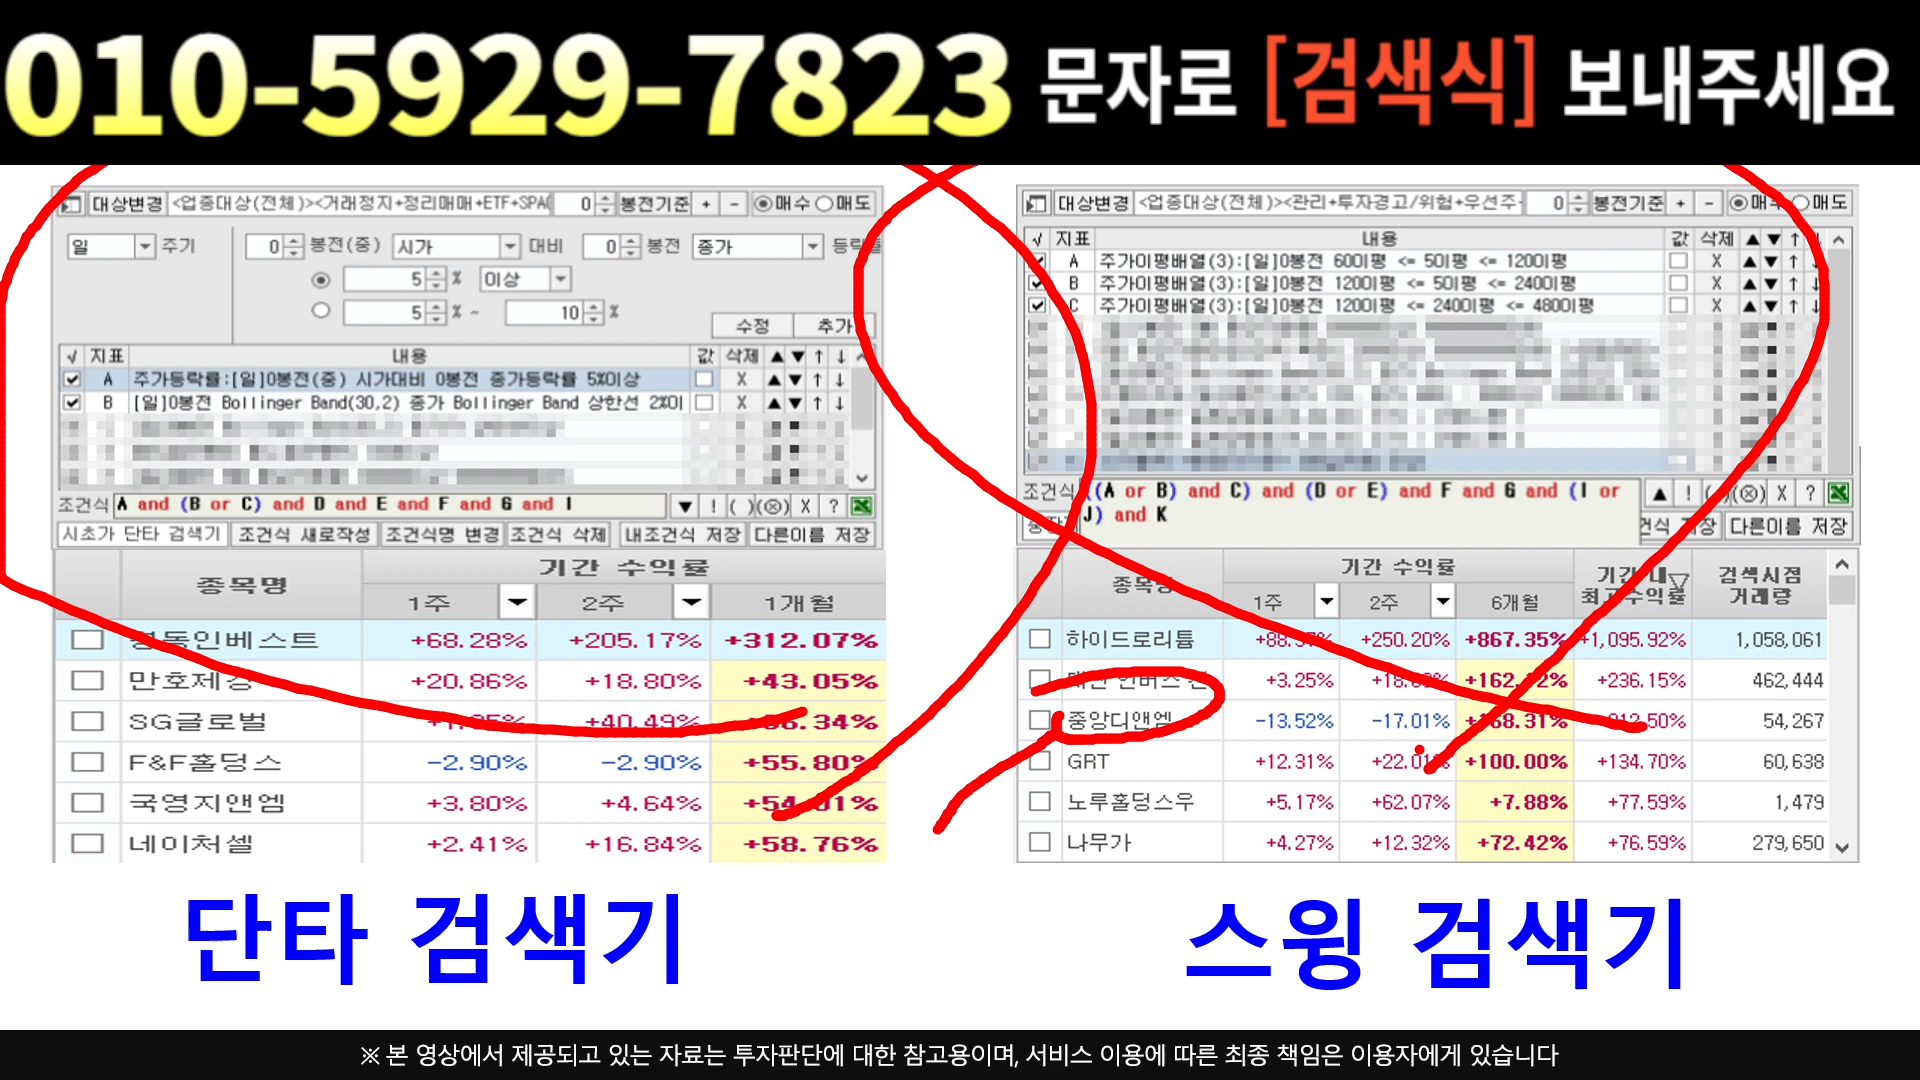 010-5929-7823 문자로 [검색식] 보내주세요
대상변경 <업종대상(전체)><거래정지+정리매매+ETF+SPA 0 봉전기준 + - 매수 매도
일 주기 0 봉전(중) 시가 대비 0 봉전 종가
5 % 이상
5 % ~ 10 %
수정 추가
√ 지표 내용 값 삭제 ▲ ▼ ↑ ↓
A 주가등락률:[일]0봉전(중) 시가대비 0봉전 종가등락률 5%이상 X ▲ ▼ ↑ ↓
B [일]0봉전 Bollinger Band(30,2) 종가 Bollinger Band 상한선 2%이 X ▲ ▼ ↑ ↓
조건식 A and (B or C) and D and E and F and G and I ▼ ! ( ) (⊗) X ?
시초가 단타 검색기 조건식 새로작성 조건식명 변경 조건식 삭제 내조건식 저장 다른이름 저장
종목명 기간 수익률
1주 2주 1개월
평동인베스트 +68.28% +205.17% +312.07%
만호제강 +20.86% +18.80% +43.05%
SG글로벌 +40.49%
F&F홀딩스 -2.90% -2.90% +55.80%
국영지앤엠 +3.80% +4.64%
네이처셀 +2.41% +16.84% +58.76%
단타 검색기
대상변경 <업종대상(전체)><관리+투자경고/위험+우선주+ 0 봉전기준 + - 매수 매도
√ 지표 내용 값 삭제 ▲ ▼ ↑ ↓
A 주가이평배열(3):[일]0봉전 60이평 <= 5이평 <= 120이평 X ▲ ▼ ↑ ↓
B 주가이평배열(3):[일]0봉전 120이평 <= 5이평 <= 240이평 X ▲ ▼ ↑ ↓
C 주가이평배열(3):[일]0봉전 120이평 <= 240이평 <= 480이평 X ▲ ▼ ↑ ↓
조건식 ((A or B) and C) and (D or E) and F and G and (I or ▲ ! ( ) (⊗) X ?
J) and K 저장 다른이름 저장
종목명 기간 수익률 기간 내 최고수익률 검색시점 거래량
1주 2주 6개월
하이드로리튬 +250.20% +867.35% +1,095.92% 1,058,061
+3.25% +236.15% 462,444
중앙디앤엠 -13.52% -17.01% 54,267
GRT +12.31% +100.00% +134.70% 60,638
노루홀딩스우 +5.17% +62.07% +7.88% +77.59% 1,479
나무가 +4.27% +12.32% +72.42% +76.59% 279,650
스윙 검색기
※ 본 영상에서 제공되고 있는 자료는 투자판단에 대한 참고용이며, 서비스 이용에 따른 최종 책임은 이용자에게 있습니다